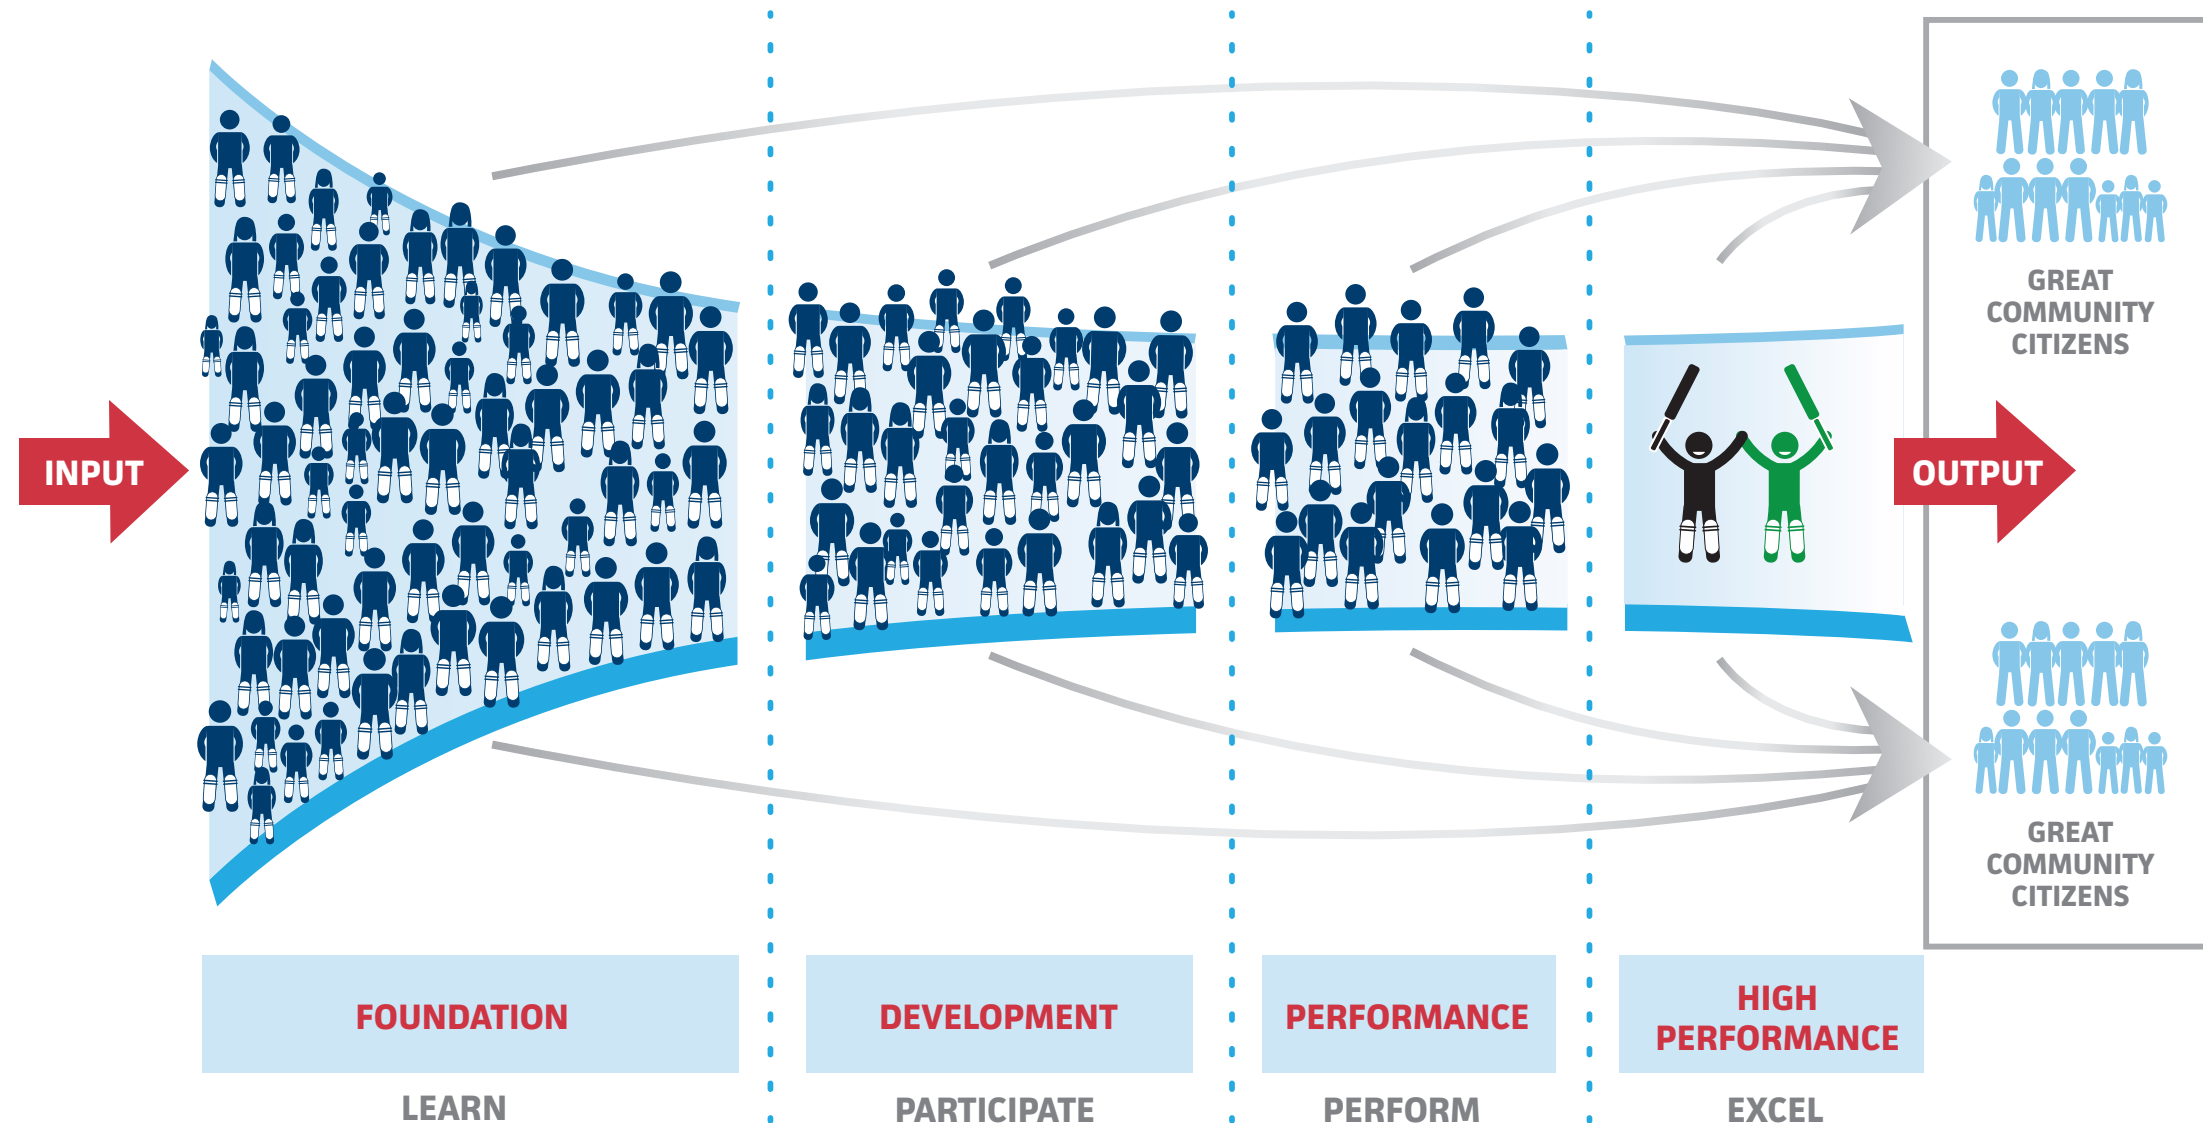 INPUT
GREAT
COMMUNITY
CITIZENS
OUTPUT
GREAT
COMMUNITY
CITIZENS
FOUNDATION
LEARN
DEVELOPMENT
PARTICIPATE
PERFORMANCE
PERFORM
HIGH
PERFORMANCE
EXCEL